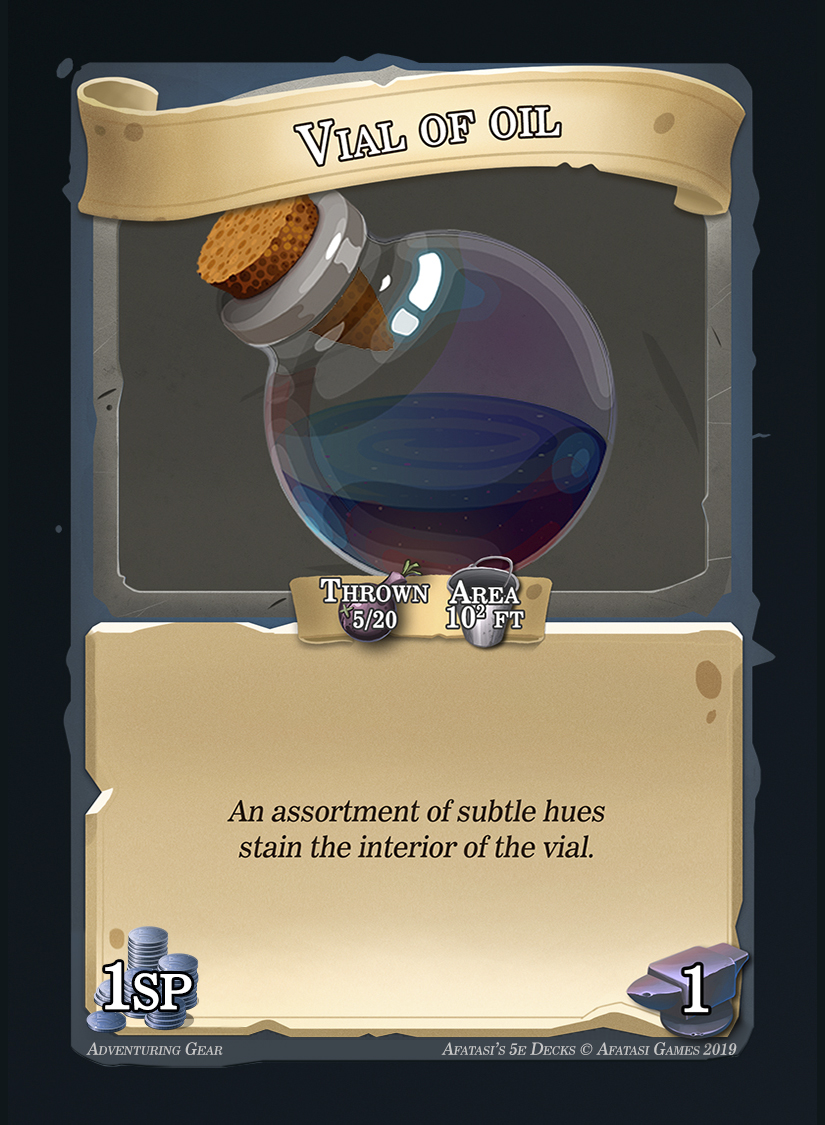 Vial of oil
Thrown
5/20
Area
10² ft
An assortment of subtle hues
stain the interior of the vial.
1SP
1
Adventuring Gear
Afatasi's 5e Decks © Afatasi Games 2019